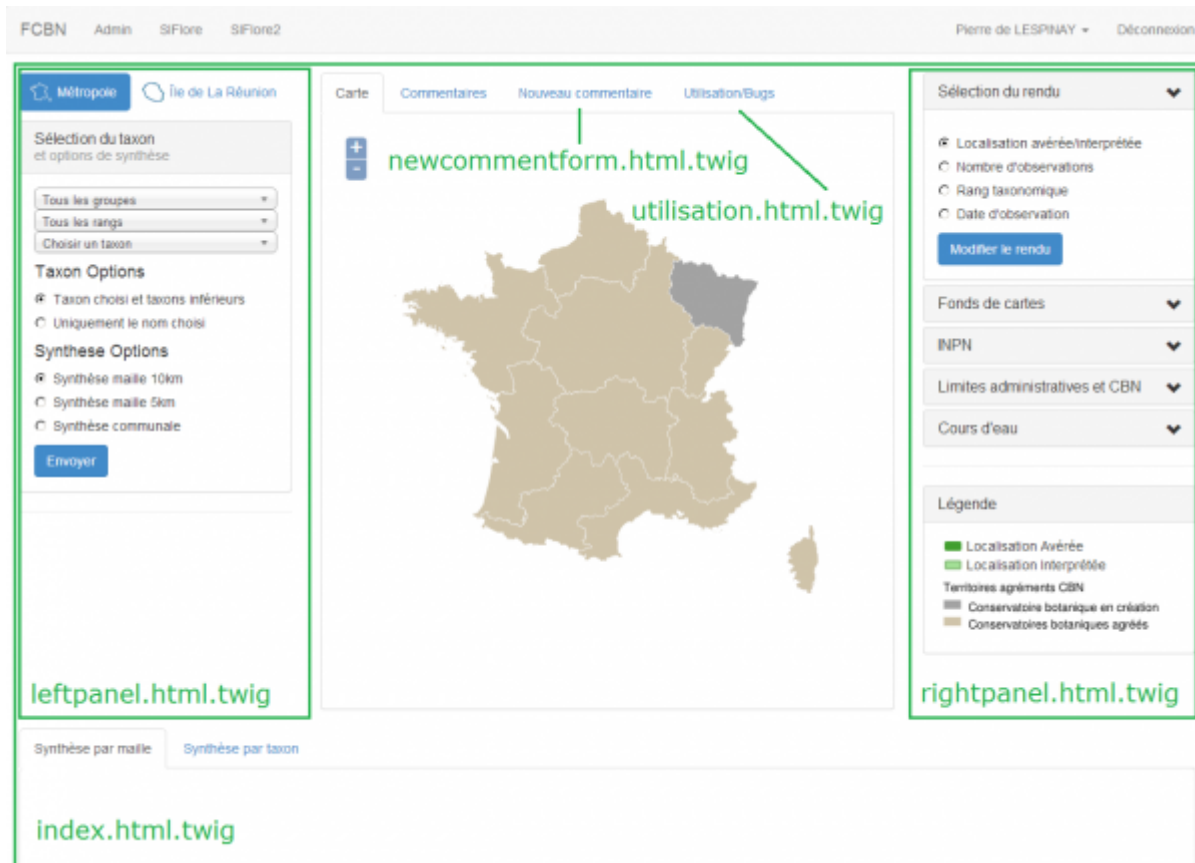 FCBN Admin SIFlore SIFlore2 Pierre de LESPINAY Déconnexion
Métropole Île de La Réunion
Sélection du taxon
et options de synthèse
Tous les groupes
Tous les rangs
Choisir un taxon
Taxon Options
Taxon choisi et taxons inférieurs
Uniquement le nom choisi
Synthese Options
Synthèse maille 10km
Synthèse maille 5km
Synthèse communale
Envoyer
leftpanel.html.twig
Carte Commentaires Nouveau commentaire Utilisation/Bugs
+
-
newcommentform.html.twig
utilisation.html.twig
Sélection du rendu
Localisation avérée/interprétée
Nombre d'observations
Rang taxonomique
Date d'observation
Modifier le rendu
Fonds de cartes
INPN
Limites administratives et CBN
Cours d'eau
Légende
Localisation Avérée
Localisation Interprétée
Territoires agréments CBN
Conservatoire botanique en création
Conservatoires botaniques agréés
rightpanel.html.twig
Synthèse par maille Synthèse par taxon
index.html.twig